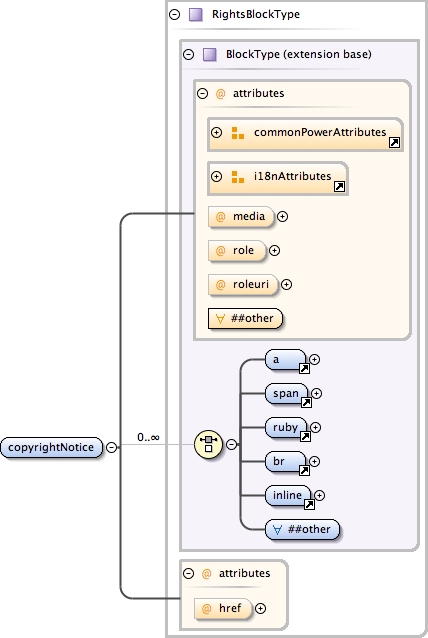 RightsBlockType
BlockType (extension base)
@ attributes
commonPowerAttributes
i18nAttributes
@ media
@ role
@ roleuri
∀ ##other
a
span
ruby
0..∞
copyrightNotice
br
inline
∀ ##other
@ attributes
@ href